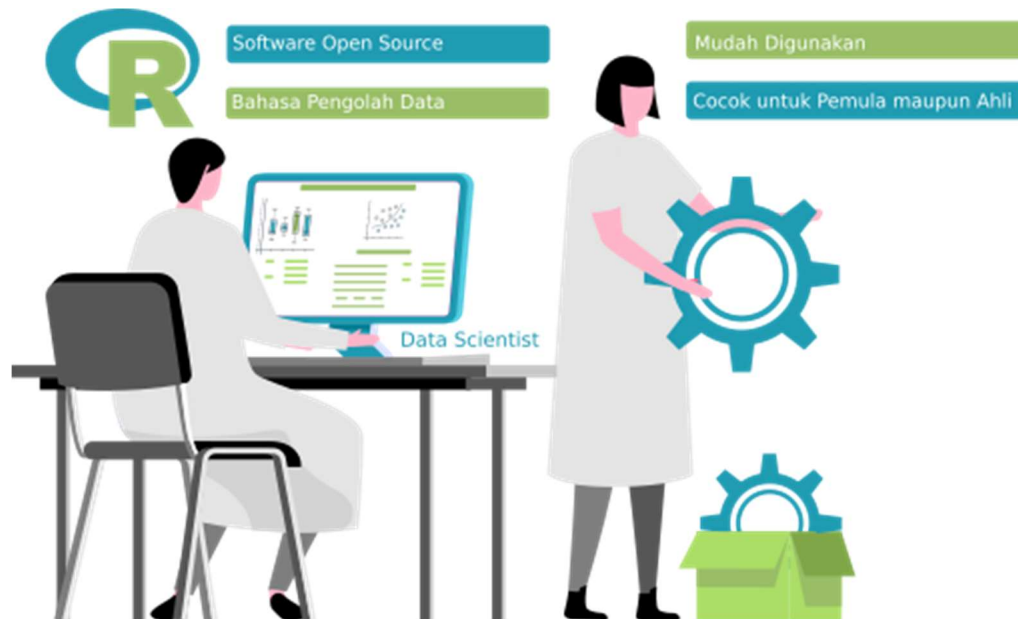 R
Software Open Source
Bahasa Pengolah Data
Mudah Digunakan
Cocok untuk Pemula maupun Ahli
Data Scientist